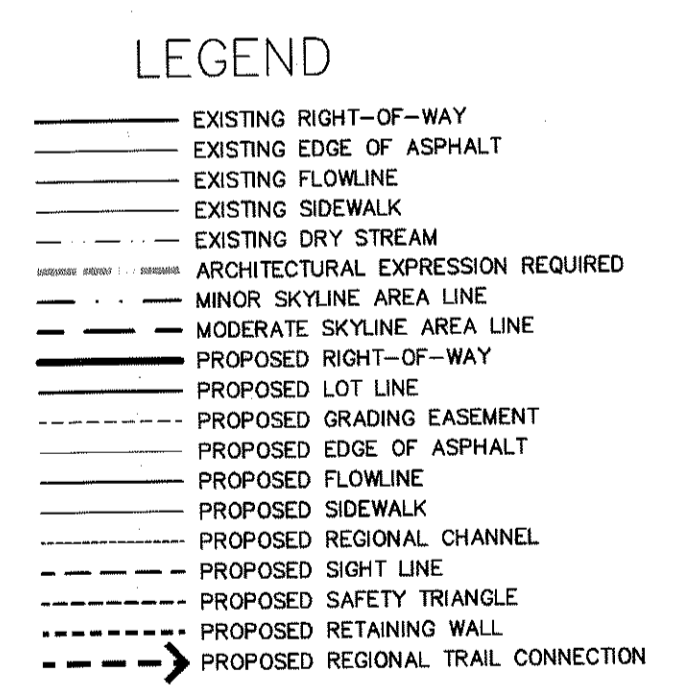 LEGEND
EXISTING RIGHT-OF-WAY
EXISTING EDGE OF ASPHALT
EXISTING FLOWLINE
EXISTING SIDEWALK
EXISTING DRY STREAM
ARCHITECTURAL EXPRESSION REQUIRED
MINOR SKYLINE AREA LINE
MODERATE SKYLINE AREA LINE
PROPOSED RIGHT-OF-WAY
PROPOSED LOT LINE
PROPOSED GRADING EASEMENT
PROPOSED EDGE OF ASPHALT
PROPOSED FLOWLINE
PROPOSED SIDEWALK
PROPOSED REGIONAL CHANNEL
PROPOSED SIGHT LINE
PROPOSED SAFETY TRIANGLE
PROPOSED RETAINING WALL
PROPOSED REGIONAL TRAIL CONNECTION